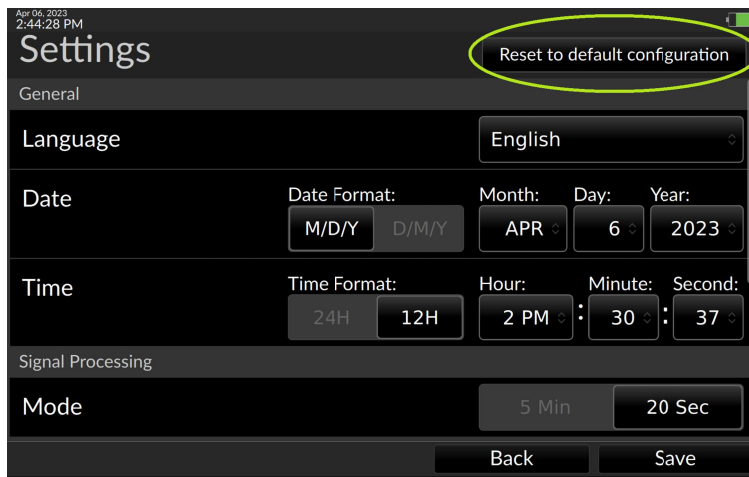 Apr 06, 2023
2:44:28 PM
Settings
Reset to default configuration
General
Language
English
Date
Date Format:
Month:
Day:
Year:
M/D/Y
D/M/Y
APR
6
2023
Time
Time Format:
Hour:
Minute:
Second:
24H
12H
2 PM
:
30
:
37
Signal Processing
Mode
5 Min
20 Sec
Back
Save